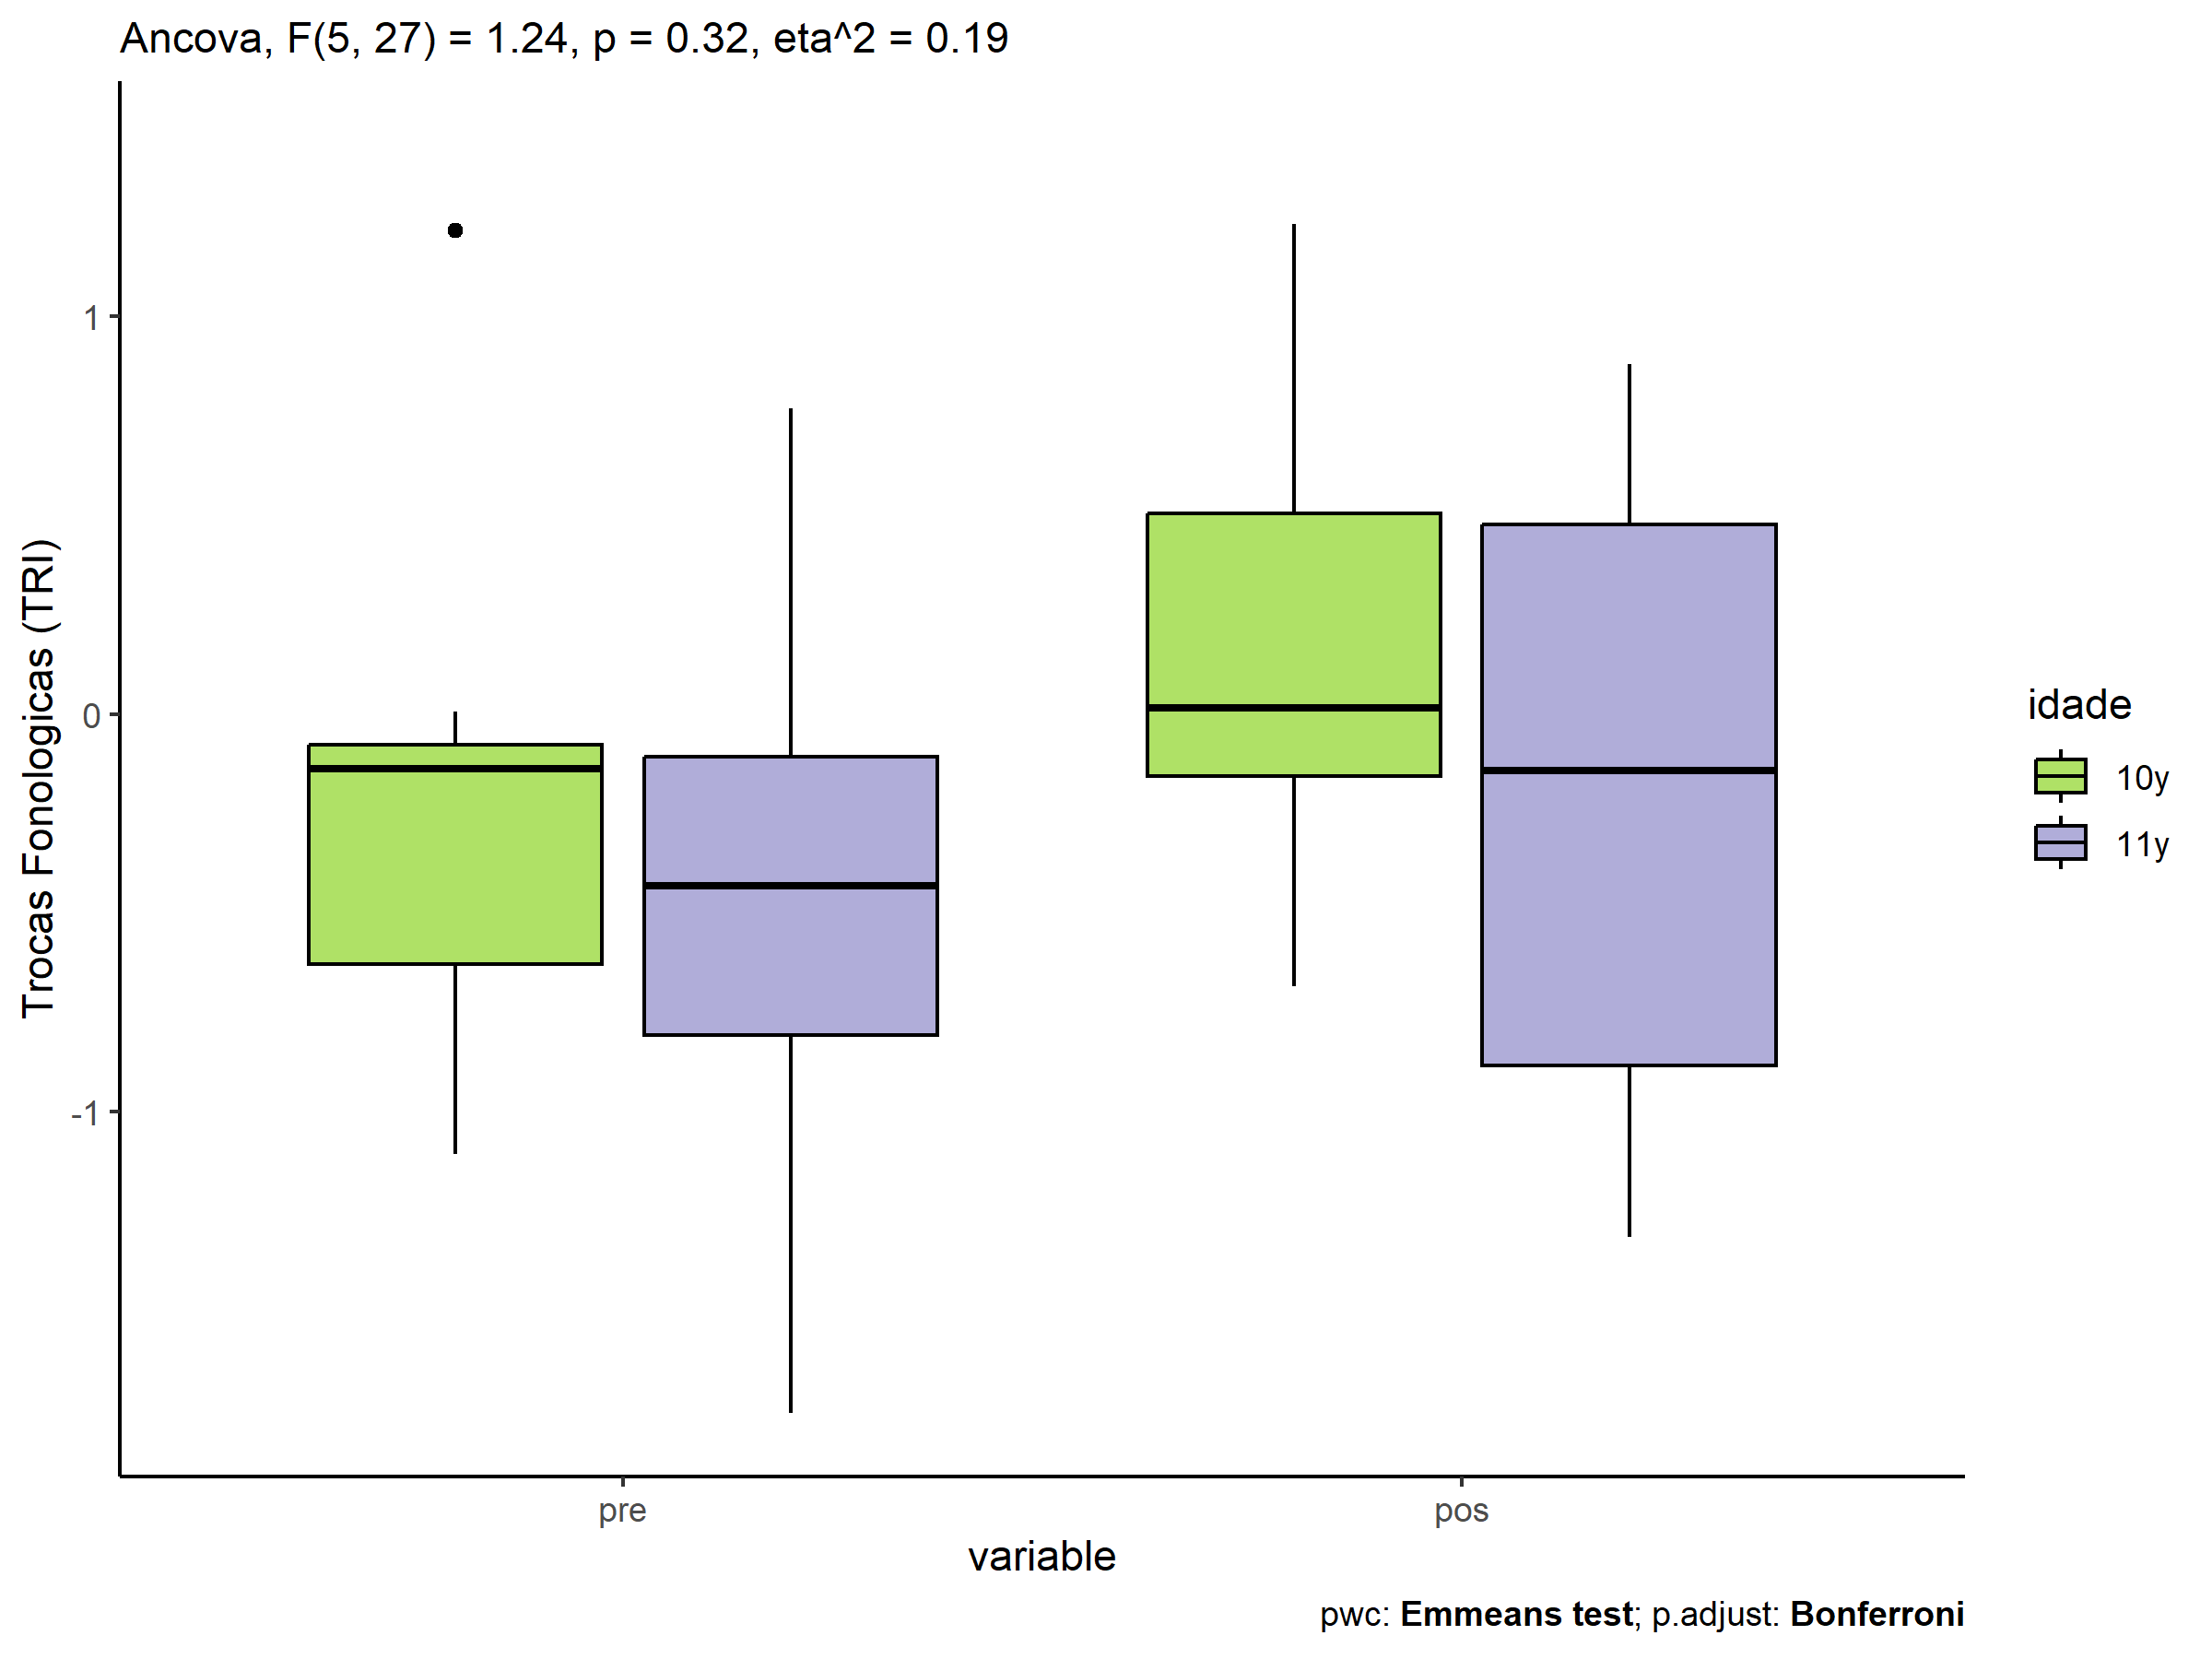 Ancova, F(5, 27) = 1.24, p = 0.32, eta^2 = 0.19
Trocas Fonologicas (TRI)
1
0
-1
pre
pos
variable
idade
10y
11y
pwc: Emmeans test; p.adjust: Bonferroni